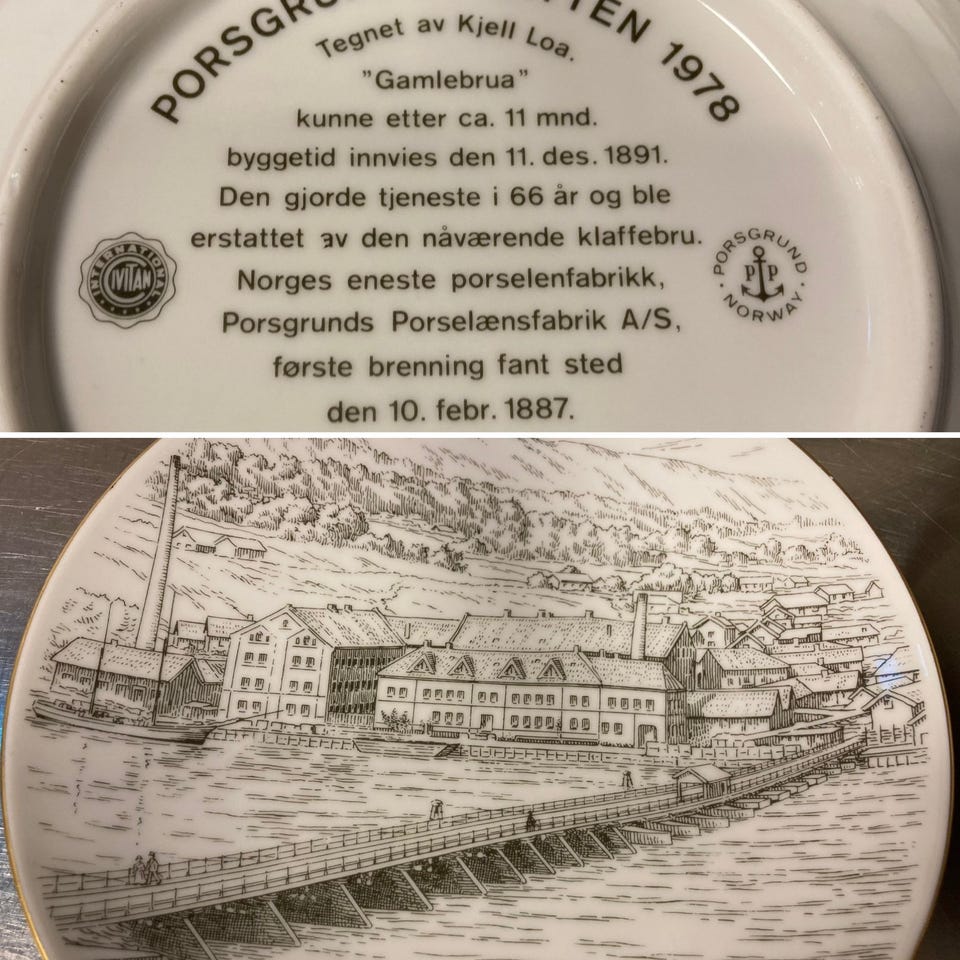 PORSGRU TTEN 1978
Tegnet av Kjell Loa.
"Gamlebrua"
kunne etter ca. 11 mnd.
byggetid innvies den 11. des. 1891.
Den gjorde tjeneste i 66 år og ble
erstattet av den nåværende klaffebru.
Norges eneste porselenfabrikk,
Porsgrunds Porselænsfabrik A/S,
første brenning fant sted
den 10. febr. 1887.
INTERNATIONAL
CIVITAN
PORSGRUND
P P
NORWAY